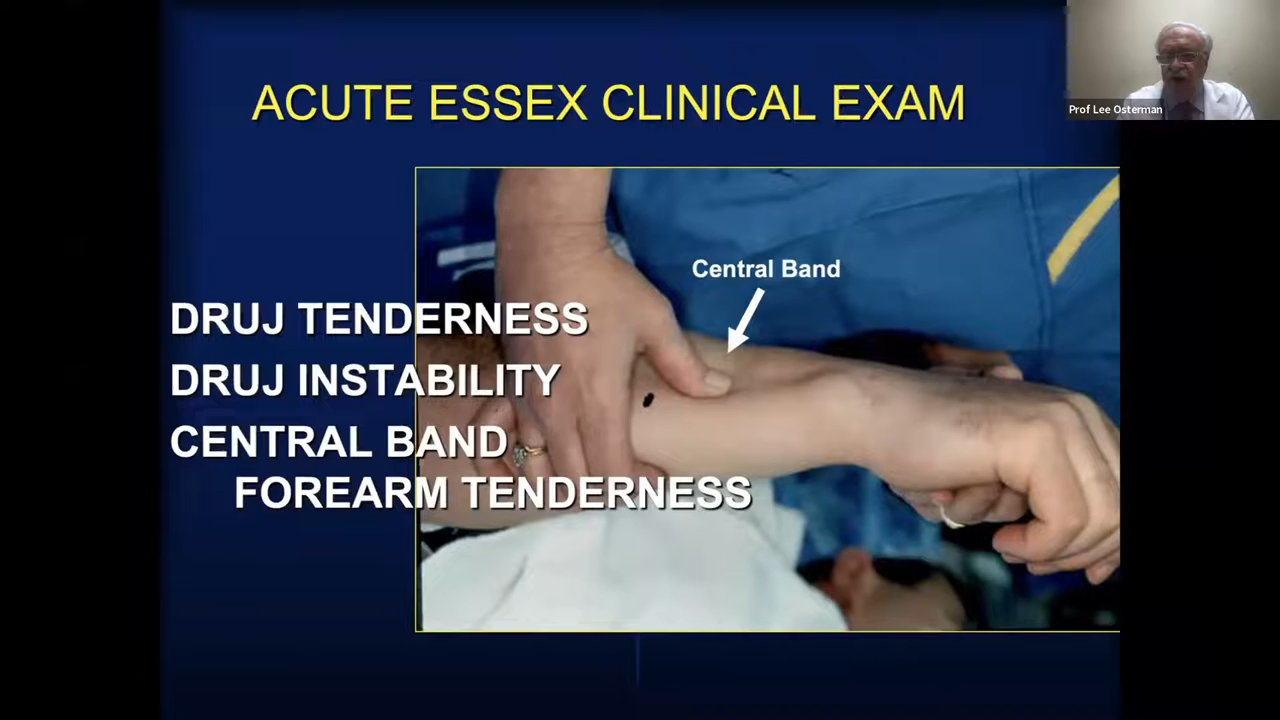 Prof Lee Osterman
ACUTE ESSEX CLINICAL EXAM
Central Band
DRUJ TENDERNESS
DRUJ INSTABILITY
CENTRAL BAND
FOREARM TENDERNESS